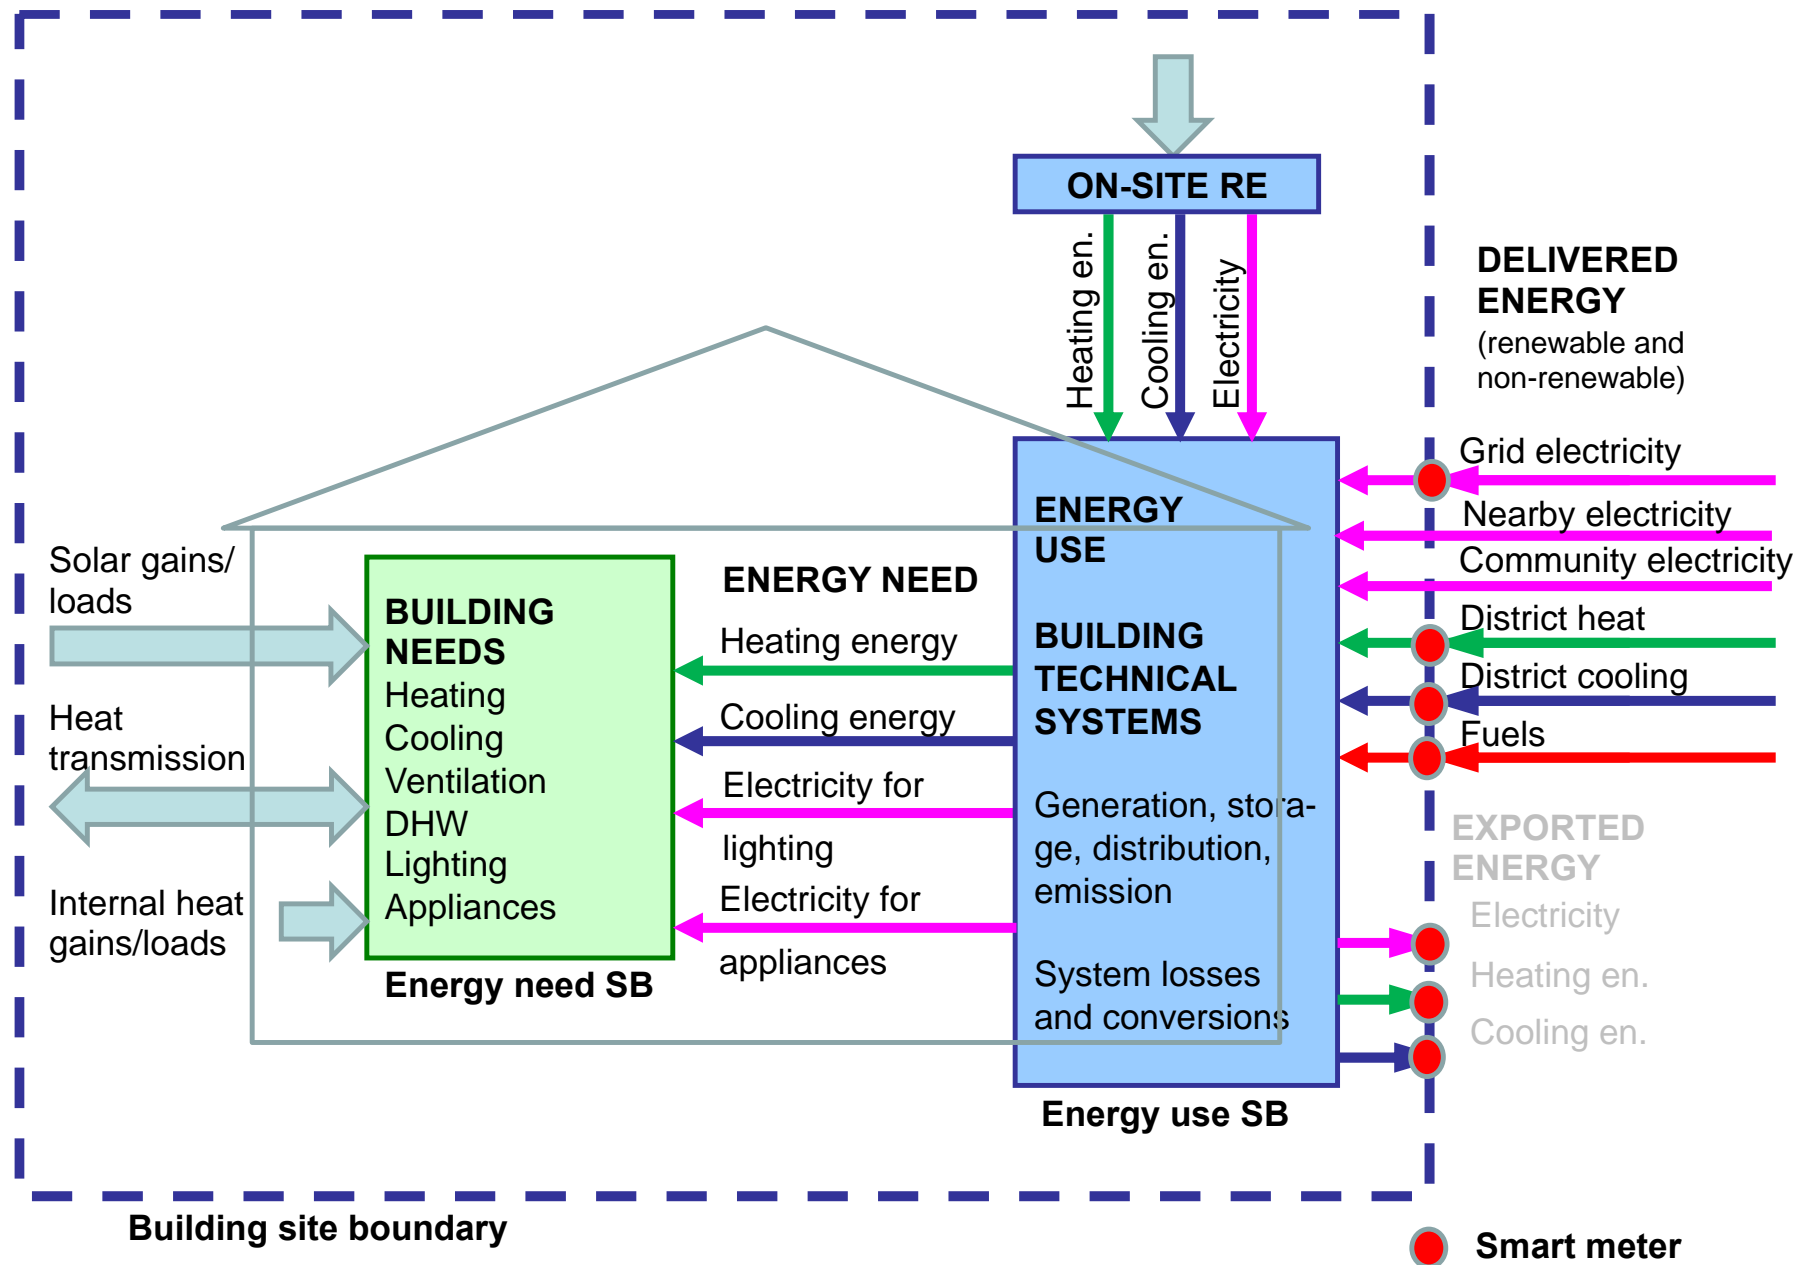 ON-SITE RE
Heating en.
Cooling en.
Electricity
DELIVERED
ENERGY
(renewable and
non-renewable)
Grid electricity
Nearby electricity
Community electricity
District heat
District cooling
Fuels
EXPORTED
ENERGY
Electricity
Heating en.
Cooling en.
ENERGY
USE
BUILDING
TECHNICAL
SYSTEMS
Generation, stora-
ge, distribution,
emission
System losses
and conversions
Energy use SB
ENERGY NEED
Heating energy
Cooling energy
Electricity for
lighting
Electricity for
appliances
BUILDING
NEEDS
Heating
Cooling
Ventilation
DHW
Lighting
Appliances
Energy need SB
Solar gains/
loads
Heat
transmission
Internal heat
gains/loads
Building site boundary
Smart meter